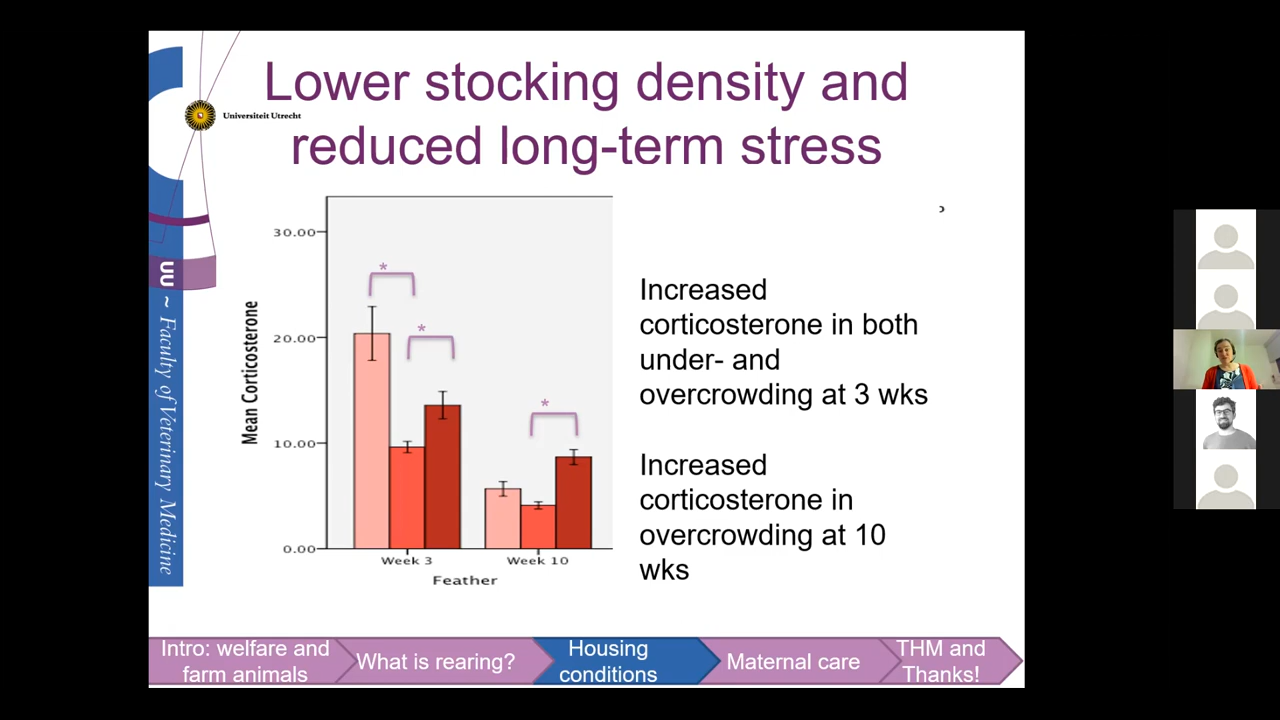 Lower stocking density and
reduced long-term stress
Universiteit Utrecht
UU ~ Faculty of Veterinary Medicine
Mean Corticosterone
30.00
20.00
10.00
0.00
*
*
*
Week 3
Week 10
Feather
Increased
corticosterone in both
under- and
overcrowding at 3 wks
Increased
corticosterone in
overcrowding at 10
wks
Intro: welfare and
farm animals
What is rearing?
Housing
conditions
Maternal care
THM and
Thanks!